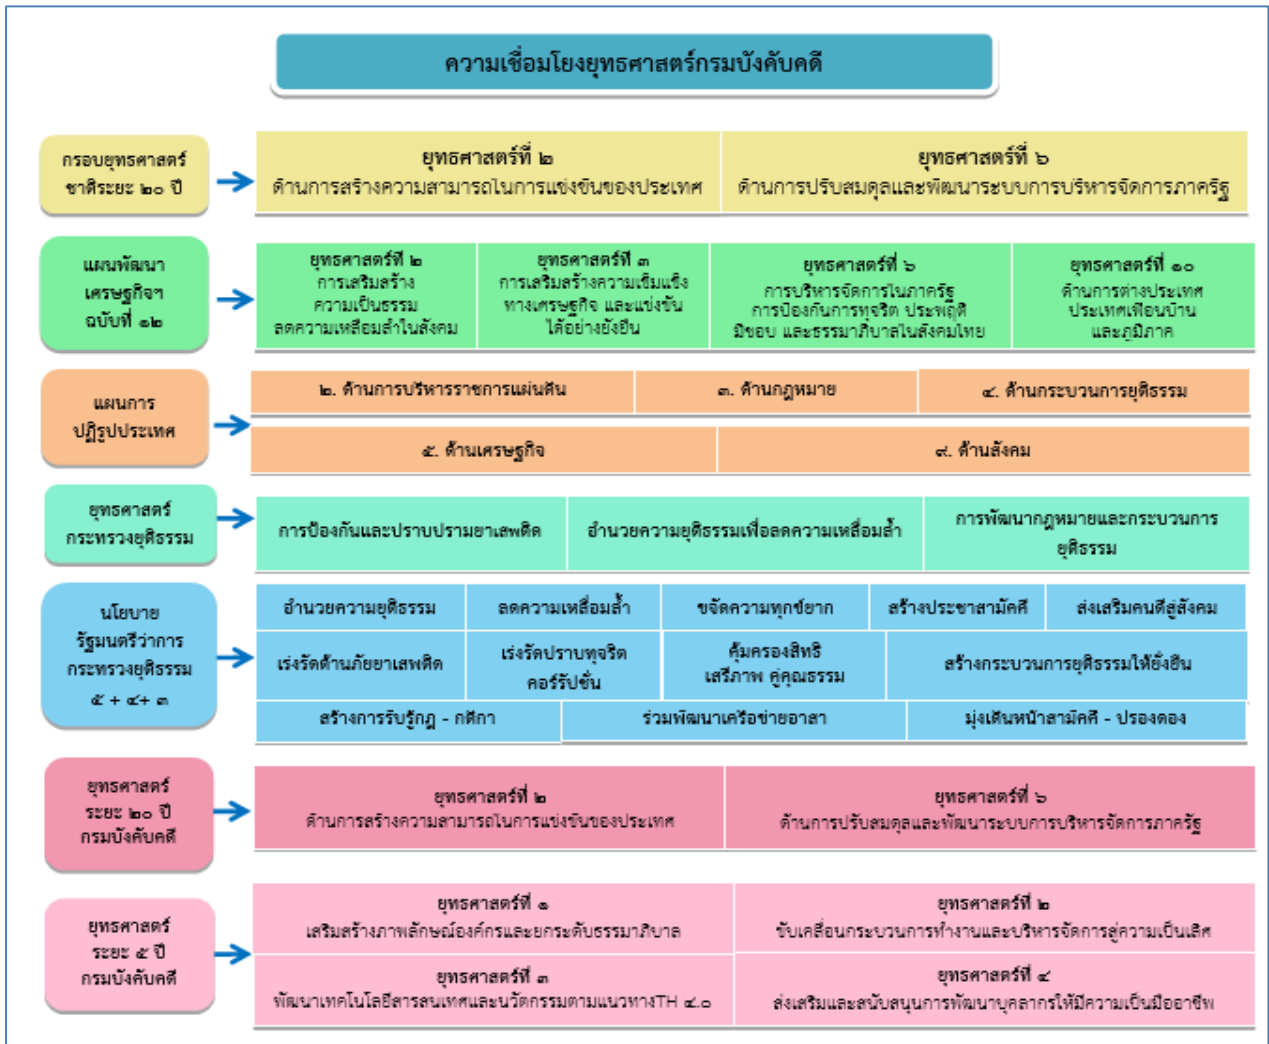 ความเชื่อมโยงยุทธศาสตร์กรมบังคับคดี
กรอบยุทธศาสตร์
ชาติระยะ ๒๐ ปี
ยุทธศาสตร์ที่ ๒
ด้านการสร้างความสามารถในการแข่งขันของประเทศ
ยุทธศาสตร์ที่ ๖
ด้านการปรับสมดุลและพัฒนาระบบการบริหารจัดการภาครัฐ
แผนพัฒนา
เศรษฐกิจฯ
ฉบับที่ ๑๒
ยุทธศาสตร์ที่ ๒
การเสริมสร้าง
ความเป็นธรรม
ลดความเหลื่อมล้ำในสังคม
ยุทธศาสตร์ที่ ๓
การเสริมสร้างความเข้มแข็ง
ทางเศรษฐกิจ และแข่งขัน
ได้อย่างยั่งยืน
ยุทธศาสตร์ที่ ๖
การบริหารจัดการในภาครัฐ
การป้องกันการทุจริต ประพฤติ
มิชอบ และธรรมาภิบาลในสังคมไทย
ยุทธศาสตร์ที่ ๑๐
ด้านการต่างประเทศ
ประเทศเพื่อนบ้าน
และภูมิภาค
แผนการ
ปฏิรูปประเทศ
๒. ด้านการบริหารราชการแผ่นดิน
๓. ด้านกฎหมาย
๔. ด้านกระบวนการยุติธรรม
๕. ด้านเศรษฐกิจ
๙. ด้านสังคม
ยุทธศาสตร์
กระทรวงยุติธรรม
การป้องกันและปราบปรามยาเสพติด
อำนวยความยุติธรรมเพื่อลดความเหลื่อมล้ำ
การพัฒนากฎหมายและกระบวนการ
ยุติธรรม
นโยบาย
รัฐมนตรีว่าการ
กระทรวงยุติธรรม
๕ + ๔+ ๓
อำนวยความยุติธรรม
ลดความเหลื่อมล้ำ
ขจัดความทุกข์ยาก
สร้างประชาสามัคคี
ส่งเสริมคนดีสู่สังคม
เร่งรัดด้านภัยยาเสพติด
เร่งรัดปราบทุจริต
คอร์รัปชั่น
คุ้มครองสิทธิ
เสรีภาพ คู่คุณธรรม
สร้างกระบวนการยุติธรรมให้ยั่งยืน
สร้างการรับรู้กฎ - กติกา
ร่วมพัฒนาเครือข่ายอาสา
มุ่งเดินหน้าสามัคคี - ปรองดอง
ยุทธศาสตร์
ระยะ ๒๐ ปี
กรมบังคับคดี
ยุทธศาสตร์ที่ ๒
ด้านการสร้างความสามารถในการแข่งขันของประเทศ
ยุทธศาสตร์ที่ ๖
ด้านการปรับสมดุลและพัฒนาระบบการบริหารจัดการภาครัฐ
ยุทธศาสตร์
ระยะ ๕ ปี
กรมบังคับคดี
ยุทธศาสตร์ที่ ๑
เสริมสร้างภาพลักษณ์องค์กรและยกระดับธรรมาภิบาล
ยุทธศาสตร์ที่ ๒
ขับเคลื่อนกระบวนการทำงานและบริหารจัดการสู่ความเป็นเลิศ
ยุทธศาสตร์ที่ ๓
พัฒนาเทคโนโลยีสารสนเทศและนวัตกรรมตามแนวทางTH ๔.๐
ยุทธศาสตร์ที่ ๔
ส่งเสริมและสนับสนุนการพัฒนาบุคลากรให้มีความเป็นมืออาชีพ